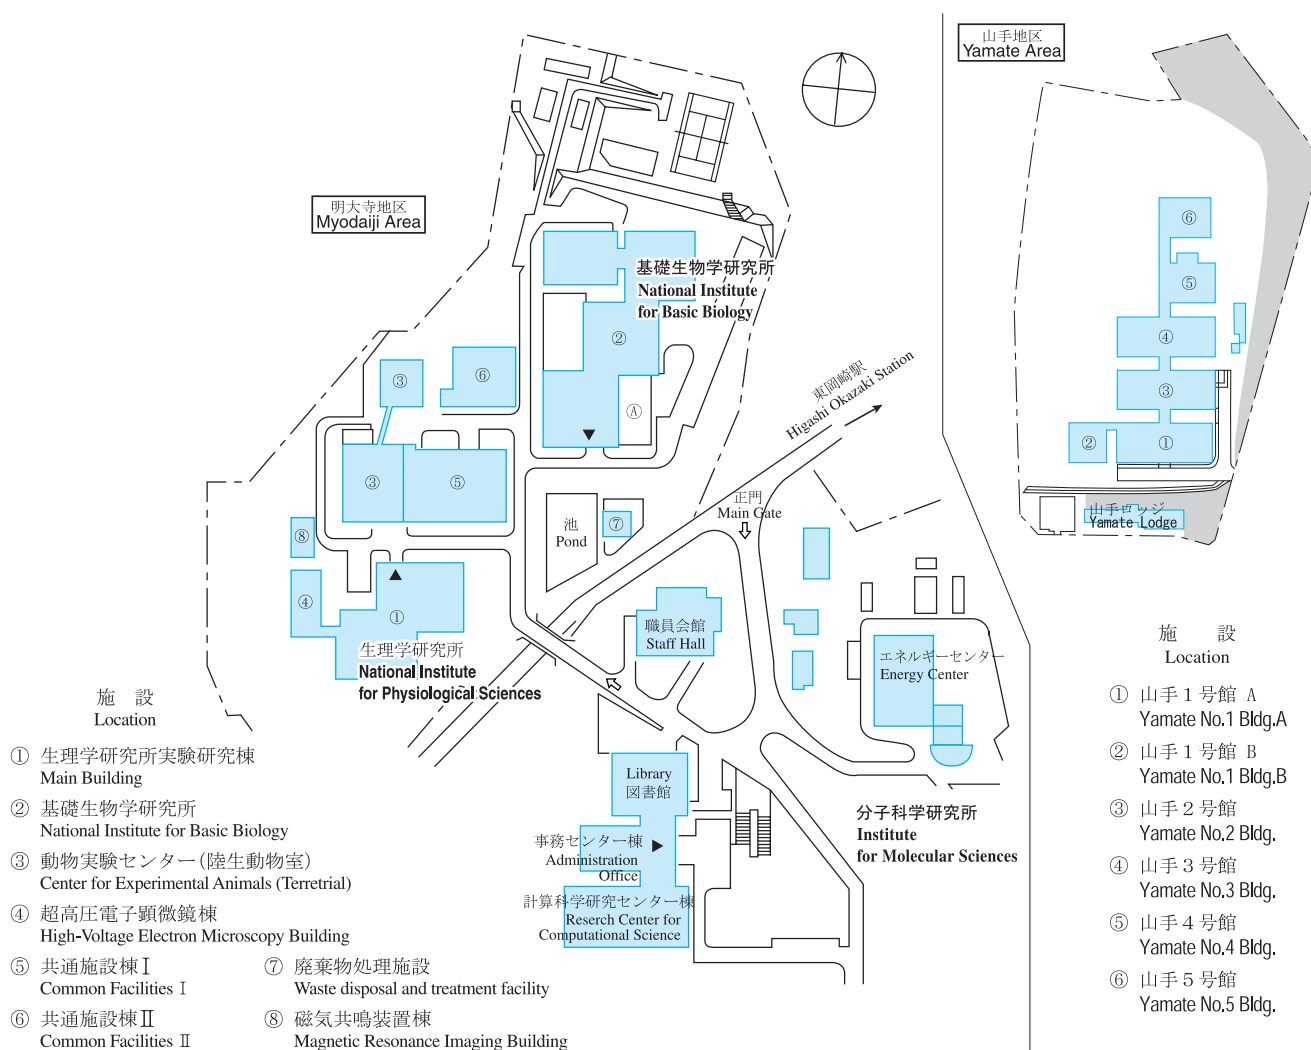 山手地区
Yamate Area
明大寺地区
Myodaiji Area
基礎生物学研究所
National Institute
for Basic Biology
②
③
⑥
Ⓐ
③
⑤
⑧
④
①
生理学研究所
National Institute
for Physiological Sciences
池
Pond
⑦
東岡崎駅
Higashi Okazaki Station
正門
Main Gate
職員会館
Staff Hall
エネルギーセンター
Energy Center
Library
図書館
事務センター棟
Administration
Office
計算科学研究センター棟
Reserch Center for
Computational Science
分子科学研究所
Institute
for Molecular Sciences
⑥
⑤
④
③
②
①
山手ロッジ
Yamate Lodge
施 設
Location
① 生理学研究所実験研究棟
Main Building
② 基礎生物学研究所
National Institute for Basic Biology
③ 動物実験センター(陸生動物室)
Center for Experimental Animals (Terretrial)
④ 超高圧電子顕微鏡棟
High-Voltage Electron Microscopy Building
⑤ 共通施設棟Ⅰ
Common Facilities Ⅰ
⑥ 共通施設棟Ⅱ
Common Facilities Ⅱ
⑦ 廃棄物処理施設
Waste disposal and treatment facility
⑧ 磁気共鳴装置棟
Magnetic Resonance Imaging Building
施 設
Location
① 山手1号館 A
Yamate No.1 Bldg.A
② 山手1号館 B
Yamate No.1 Bldg.B
③ 山手2号館
Yamate No.2 Bldg.
④ 山手3号館
Yamate No.3 Bldg.
⑤ 山手4号館
Yamate No.4 Bldg.
⑥ 山手5号館
Yamate No.5 Bldg.